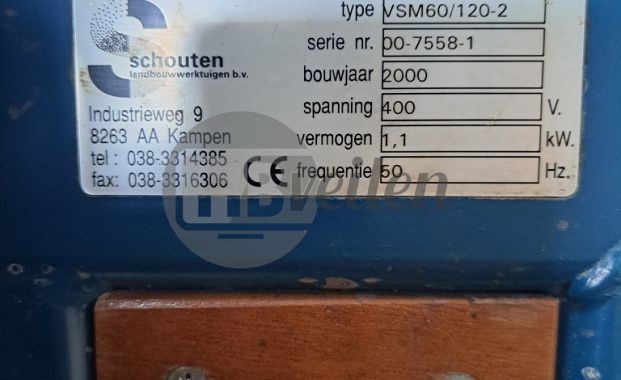 schouten
landbouwwerktuigen b.v.
Industrieweg 9
8263 AA Kampen
tel : 038-3314385
fax: 038-3316306
CE
type VSM60/120-2
serie nr. 00-7558-1
bouwjaar 2000
spanning 400 V.
vermogen 1,1 kW.
frequentie 50 Hz.
HB veilen